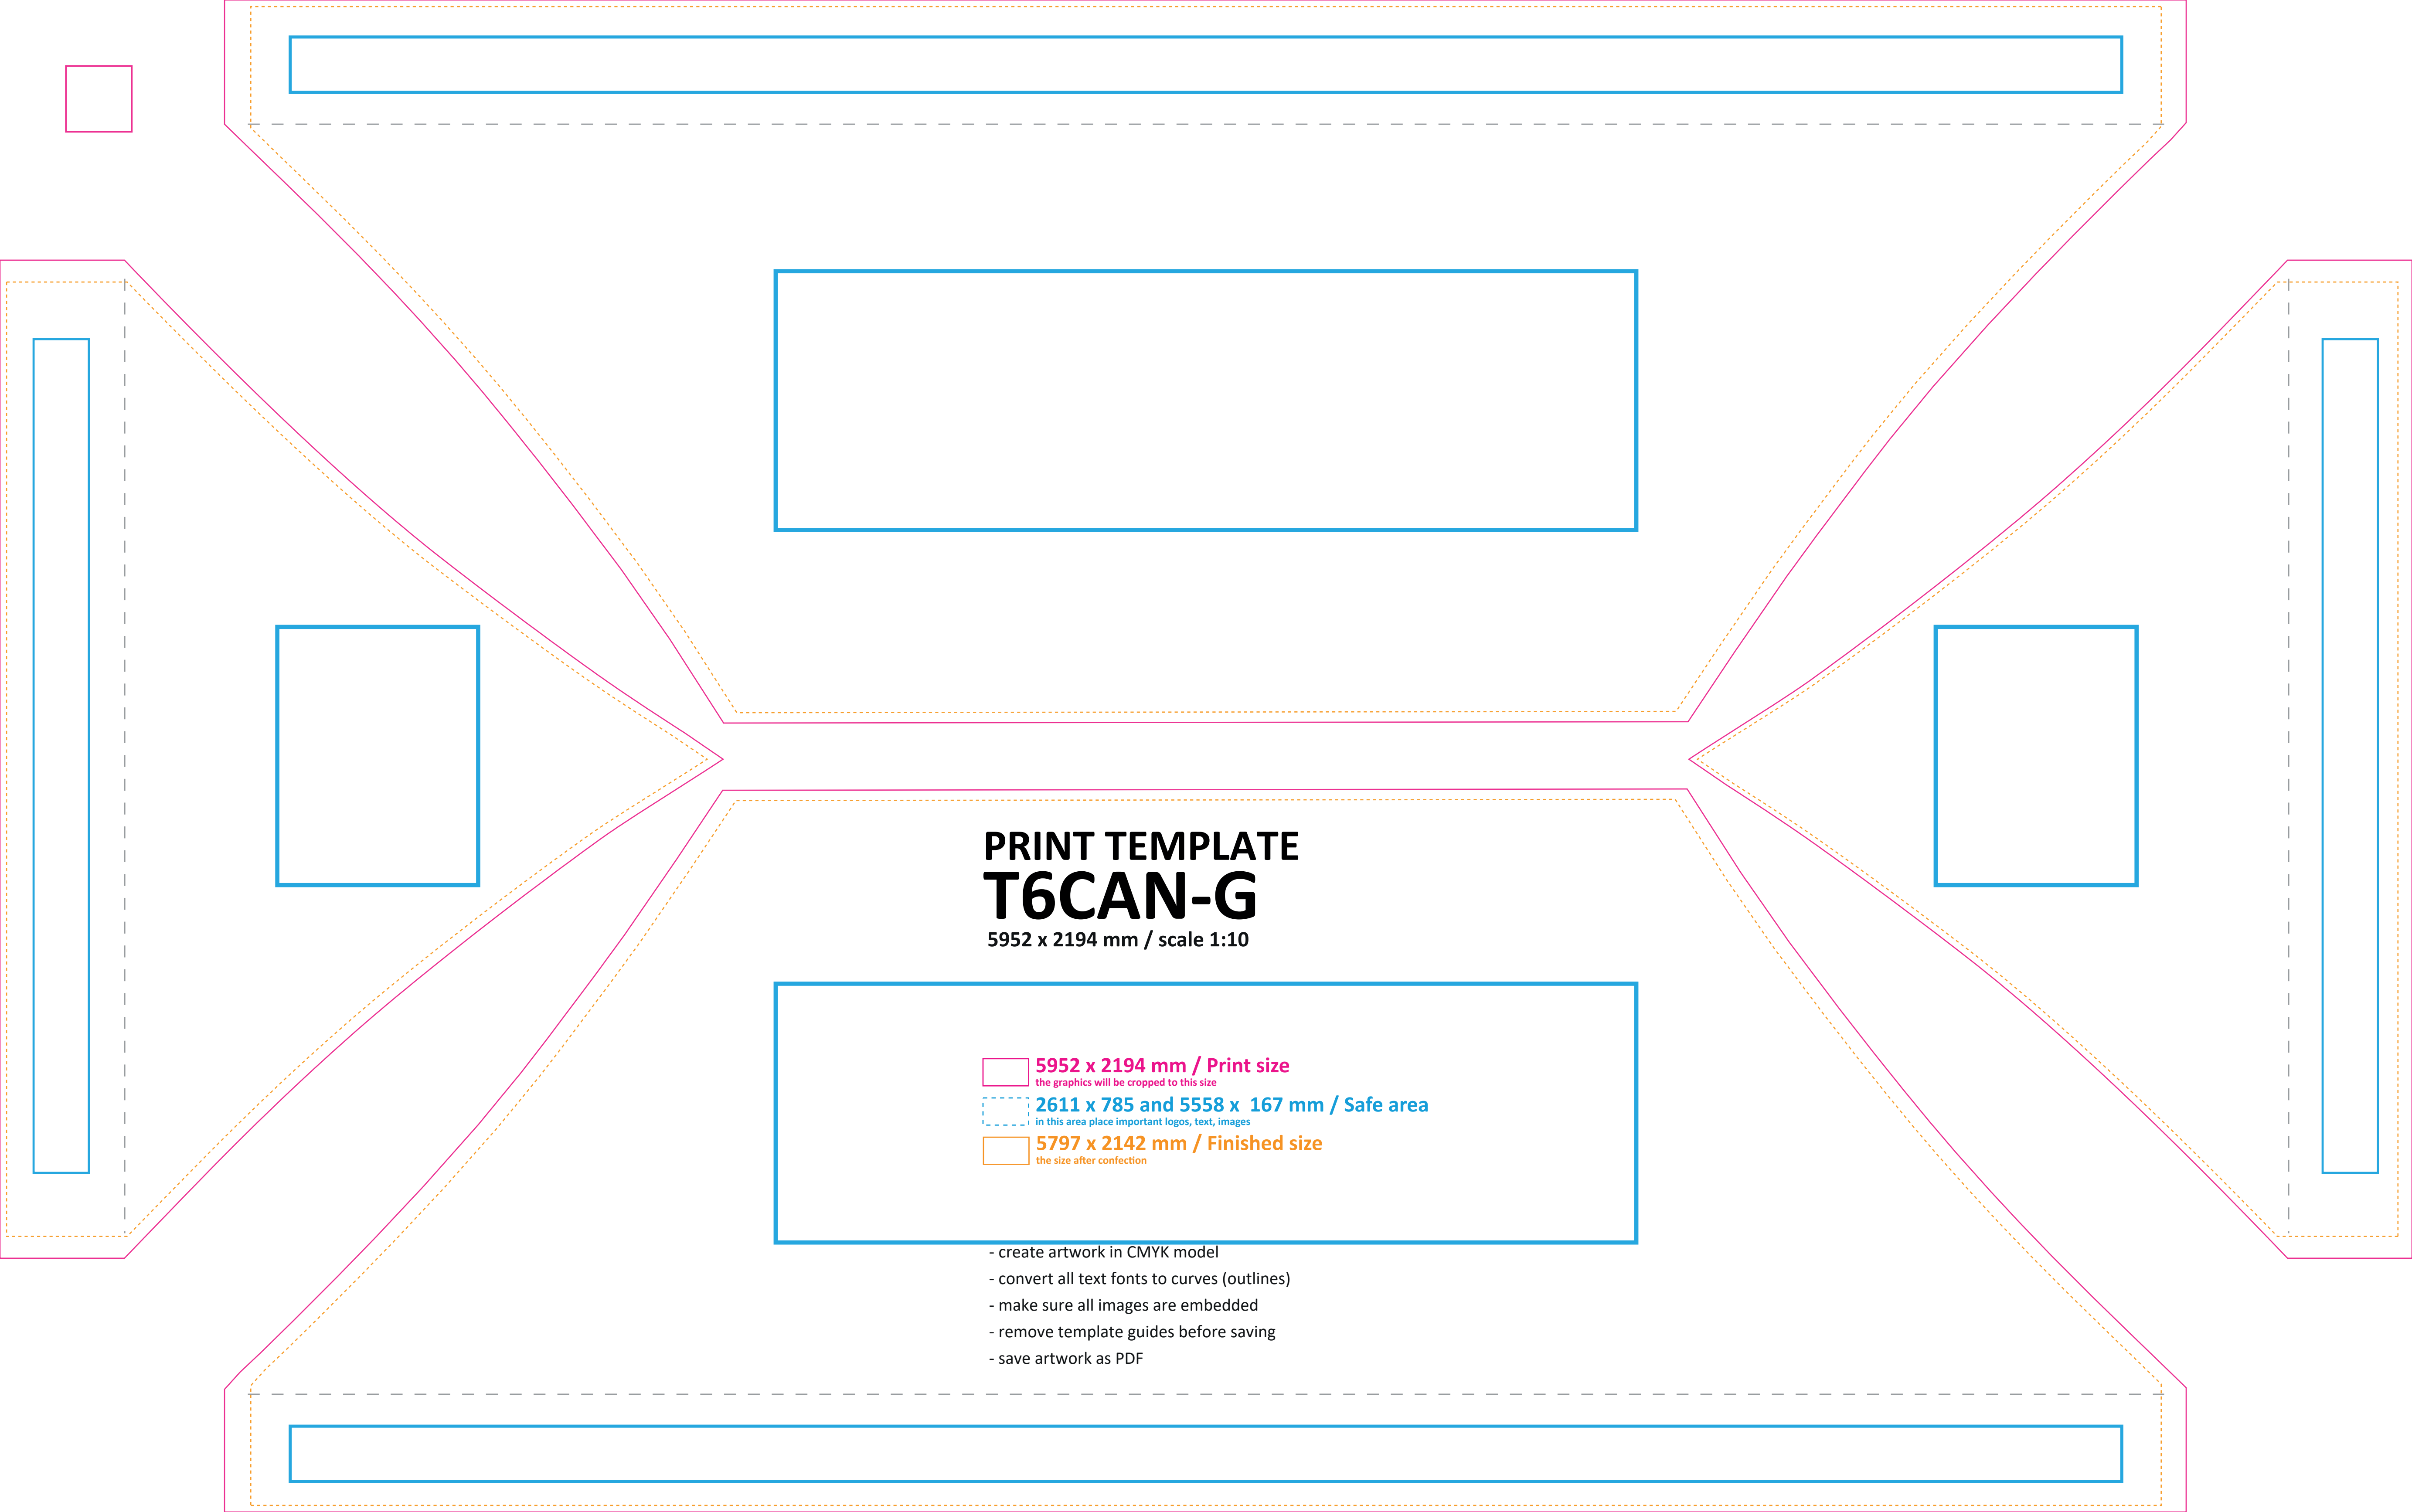 PRINT TEMPLATE
T6CAN-G
5952 x 2194 mm / scale 1:10
5952 x 2194 mm / Print size
the graphics will be cropped to this size
2611 x 785 and 5558 x  167 mm / Safe area
in this area place important logos, text, images
5797 x 2142 mm / Finished size
the size after confection
- create artwork in CMYK model
- convert all text fonts to curves (outlines)
- make sure all images are embedded
- remove template guides before saving
- save artwork as PDF